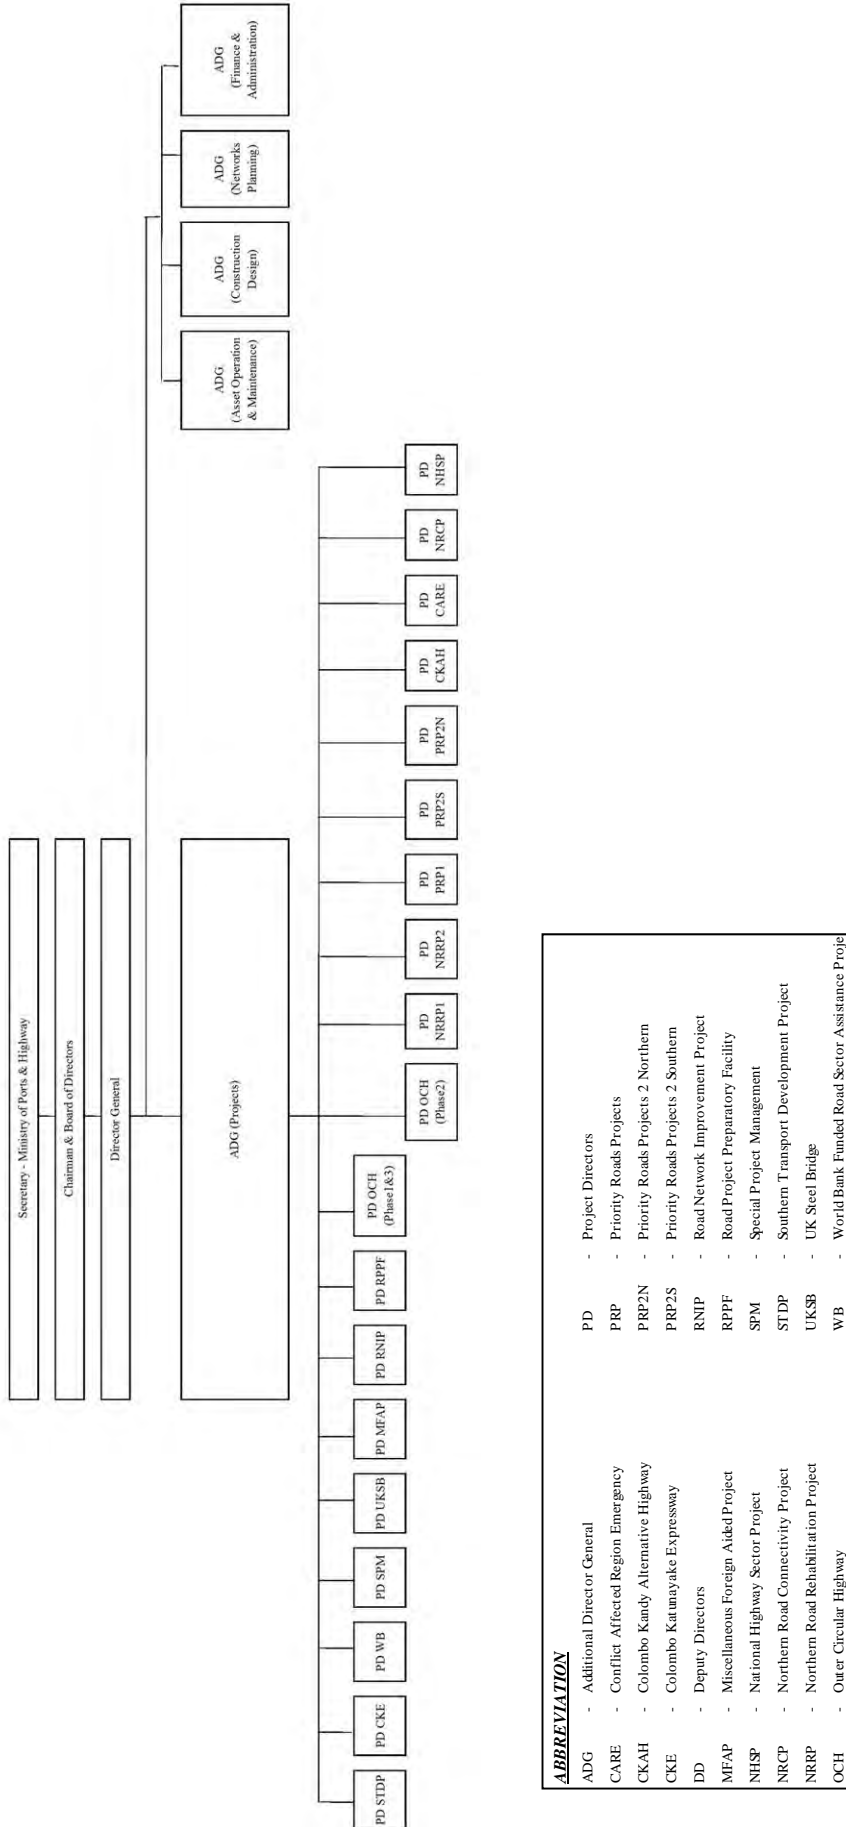 Secretary - Ministry of Ports & Highway
Chairman & Board of Directors
Director General
ADG (Projects)
ADG
(Asset Operation
& Maintenance)
ADG
(Construction
Design)
ADG
(Networks
Planning)
ADG
(Finance &
Administration)
PD STDP
PD CKE
PD WB
PD SPM
PD UKSB
PD MFAP
PD RNIP
PD RPPF
PD OCH
(Phase1&3)
PD OCH
(Phase2)
PD
NRRP1
PD
NRRP2
PD
PRP1
PD
PRP2S
PD
PRP2N
PD
CKAH
PD
CARE
PD
NRCP
PD
NHSP
ABBREVIATION
ADG - Additional Director General
CARE - Conflict Affected Region Emergency
CKAH - Colombo Kandy Alternative Highway
CKE - Colombo Katunayake Expressway
DD - Deputy Directors
MFAP - Miscellaneous Foreign Aided Project
NHSP - National Highway Sector Project
NRCP - Northern Road Connectivity Project
NRRP - Northern Road Rehabilitation Project
OCH - Outer Circular Highway
PD - Project Directors
PRP - Priority Roads Projects
PRP2N - Priority Roads Projects 2 Northern
PRP2S - Priority Roads Projects 2 Southern
RNIP - Road Network Improvement Project
RPPF - Road Project Preparatory Facility
SPM - Special Project Management
STDP - Southern Transport Development Project
UKSB - UK Steel Bridge
WB - World Bank Funded Road Sector Assistance Proje